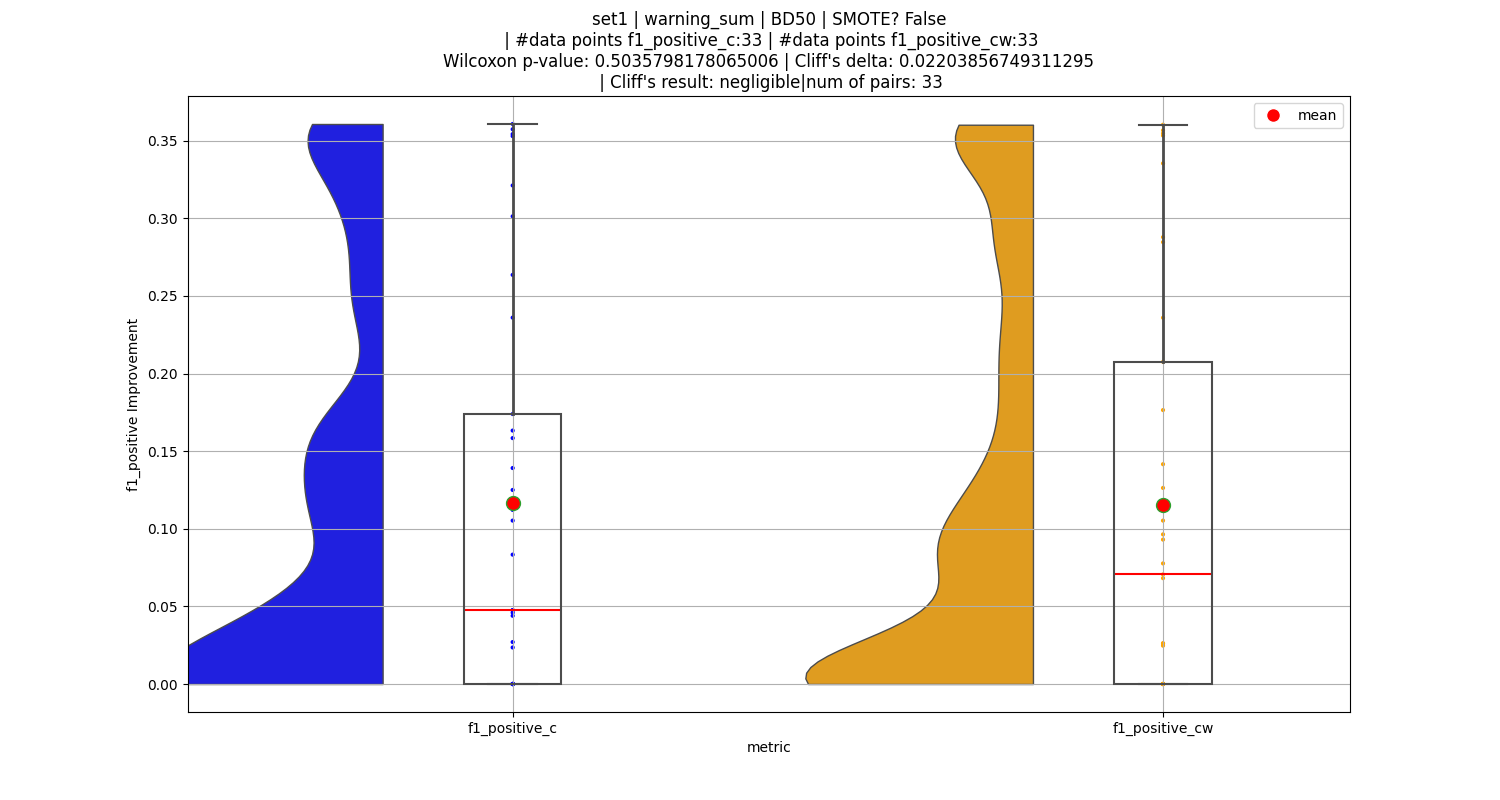 set1 | warning_sum | BD50 | SMOTE? False
| #data points f1_positive_c:33 | #data points f1_positive_cw:33
Wilcoxon p-value: 0.5035798178065006 | Cliff's delta: 0.02203856749311295
| Cliff's result: negligible|num of pairs: 33
mean
0.35
0.30
0.25
0.20
0.15
0.10
0.05
0.00
f1_positive Improvement
f1_positive_c
f1_positive_cw
metric